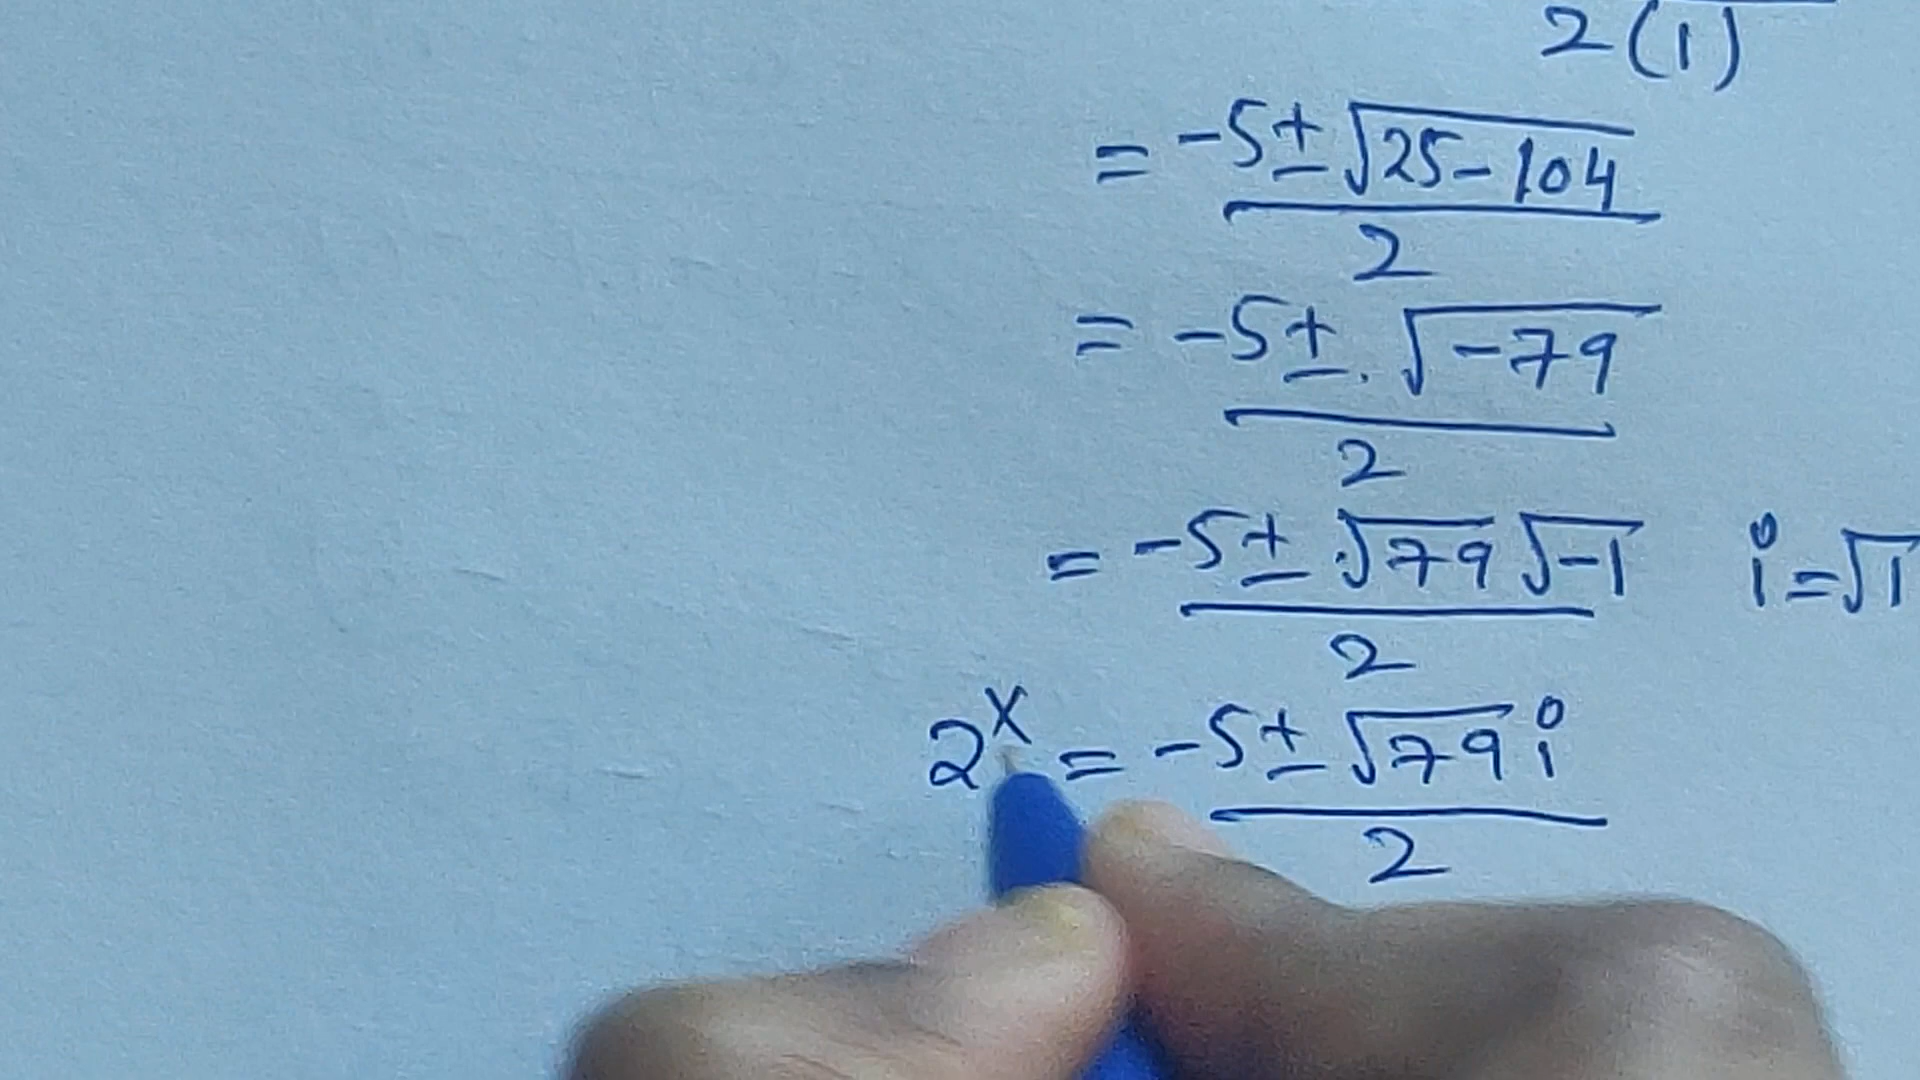 2(1)
= -5 ± √25-104 / 2
= -5 ± . √-79 / 2
= -5 ± .√79 √-1 / 2 i = √1
2^x = -5 ± √79 i / 2